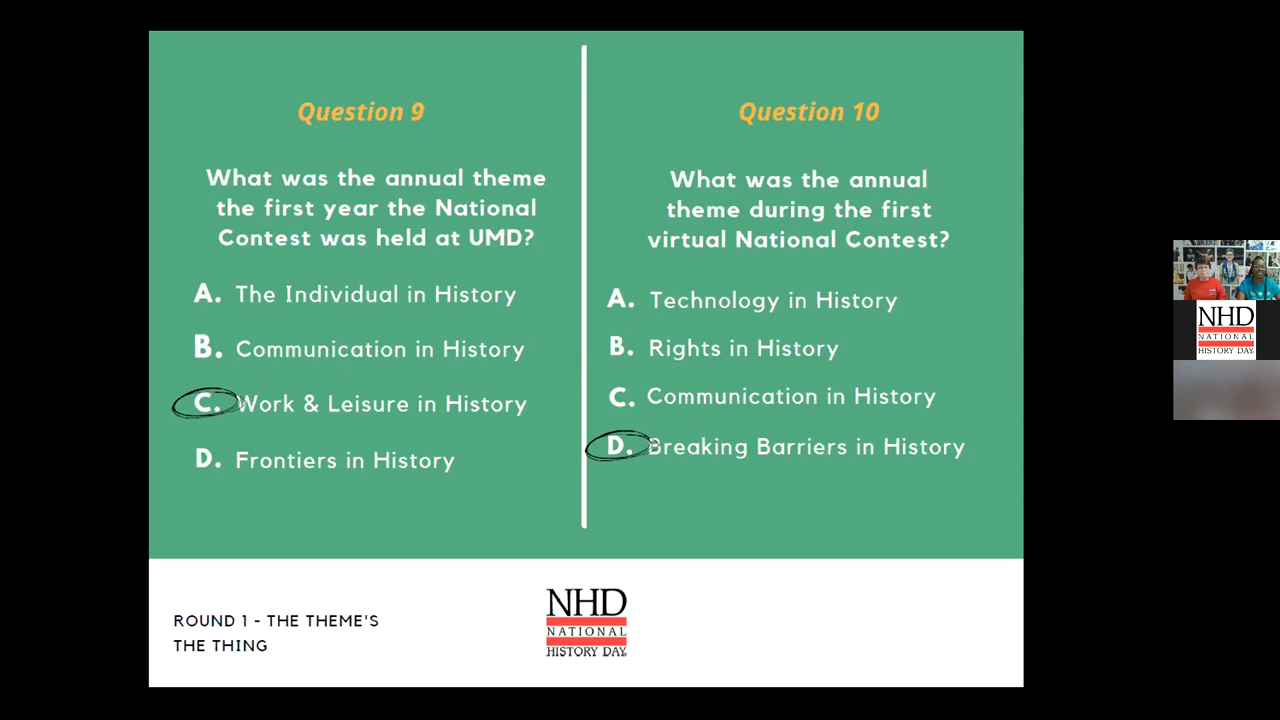 Question 9
What was the annual theme
the first year the National
Contest was held at UMD?
A. The Individual in History
B. Communication in History
C. Work & Leisure in History
D. Frontiers in History
Question 10
What was the annual
theme during the first
virtual National Contest?
A. Technology in History
B. Rights in History
C. Communication in History
D. Breaking Barriers in History
ROUND 1 - THE THEME'S
THE THING
NHD
NATIONAL
HISTORY DAY
NHD
NATIONAL
HISTORY DAY